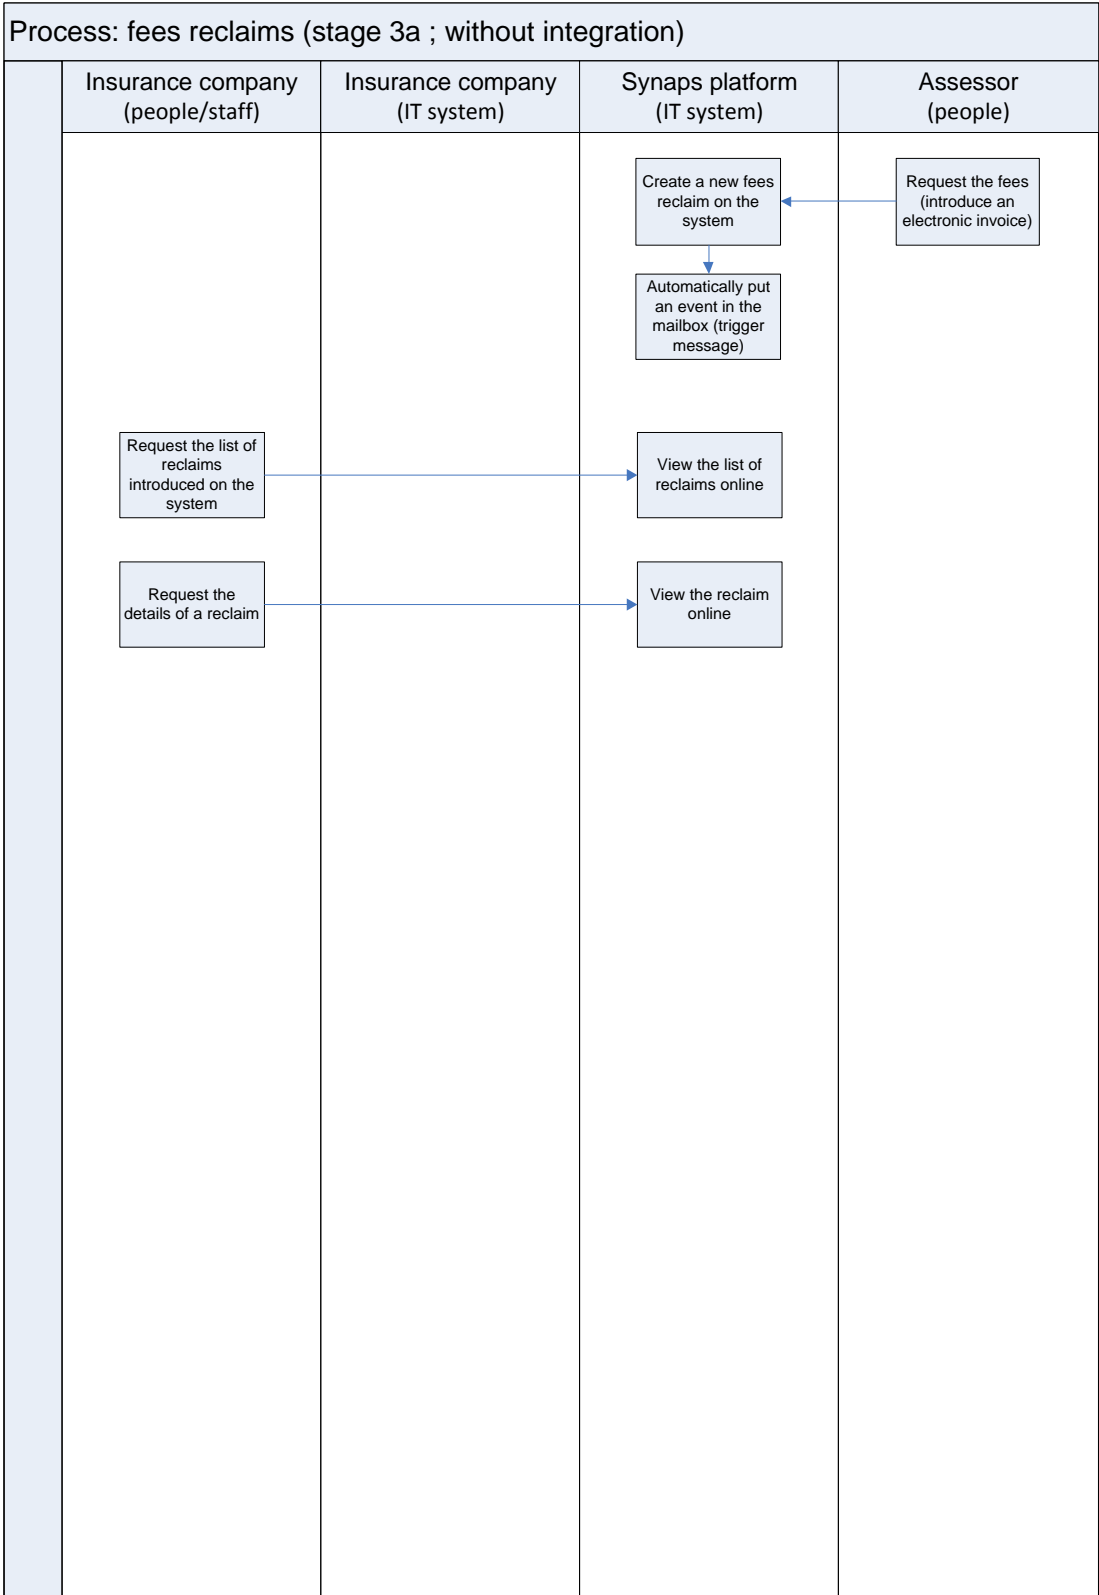 Process: fees reclaims (stage 3a ; without integration)
Insurance company
(people/staff)
Insurance company
(IT system)
Synaps platform
(IT system)
Assessor
(people)
Create a new fees
reclaim on the
system
Request the fees
(introduce an
electronic invoice)
Automatically put
an event in the
mailbox (trigger
message)
Request the list of
reclaims
introduced on the
system
View the list of
reclaims online
Request the
details of a reclaim
View the reclaim
online